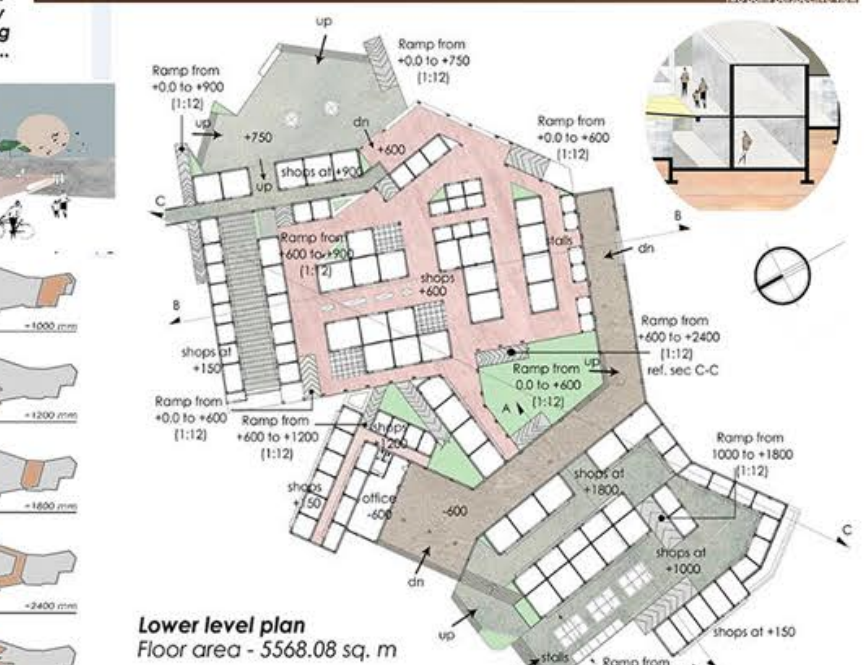 y
g
..
up
Ramp from
+0.0 to +750
(1:12)
Ramp from
+0.0 to +900
(1:12)
up
+750
dn
+600
Ramp from
+0.0 to +600
(1:12)
up
shops at +900
C
B
dn
stalls
Ramp from
+600 to +900
(1:12)
shops
+600
B
shops at
+150
Ramp from
+600 to +2400
(1:12)
ref. sec C-C
up
Ramp from
0.0 to +600
(1:12)
A
Ramp from
+0.0 to +600
(1:12)
Ramp from
+600 to +1200
(1:12)
shops
1200
Ramp from
1000 to +1800
(1:12)
shops
+150
office
-600
-600
shops at
+1800
shops at
+1000
C
dn
up
shops at +150
stalls
Ramp from
+1000 mm
+1200 mm
+1800 mm
+2400 mm
Lower level plan
Floor area - 5568.08 sq. m